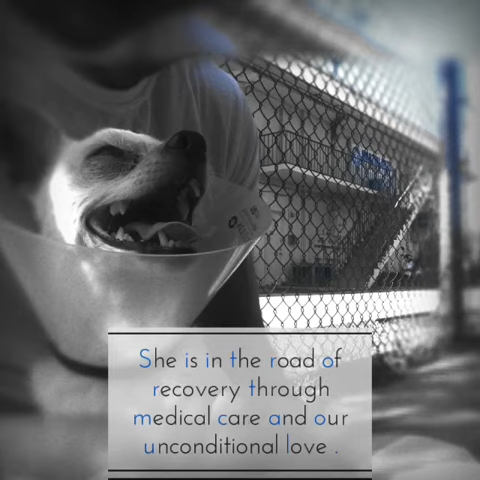 She is in the road of
recovery through
medical care and our
unconditional love .